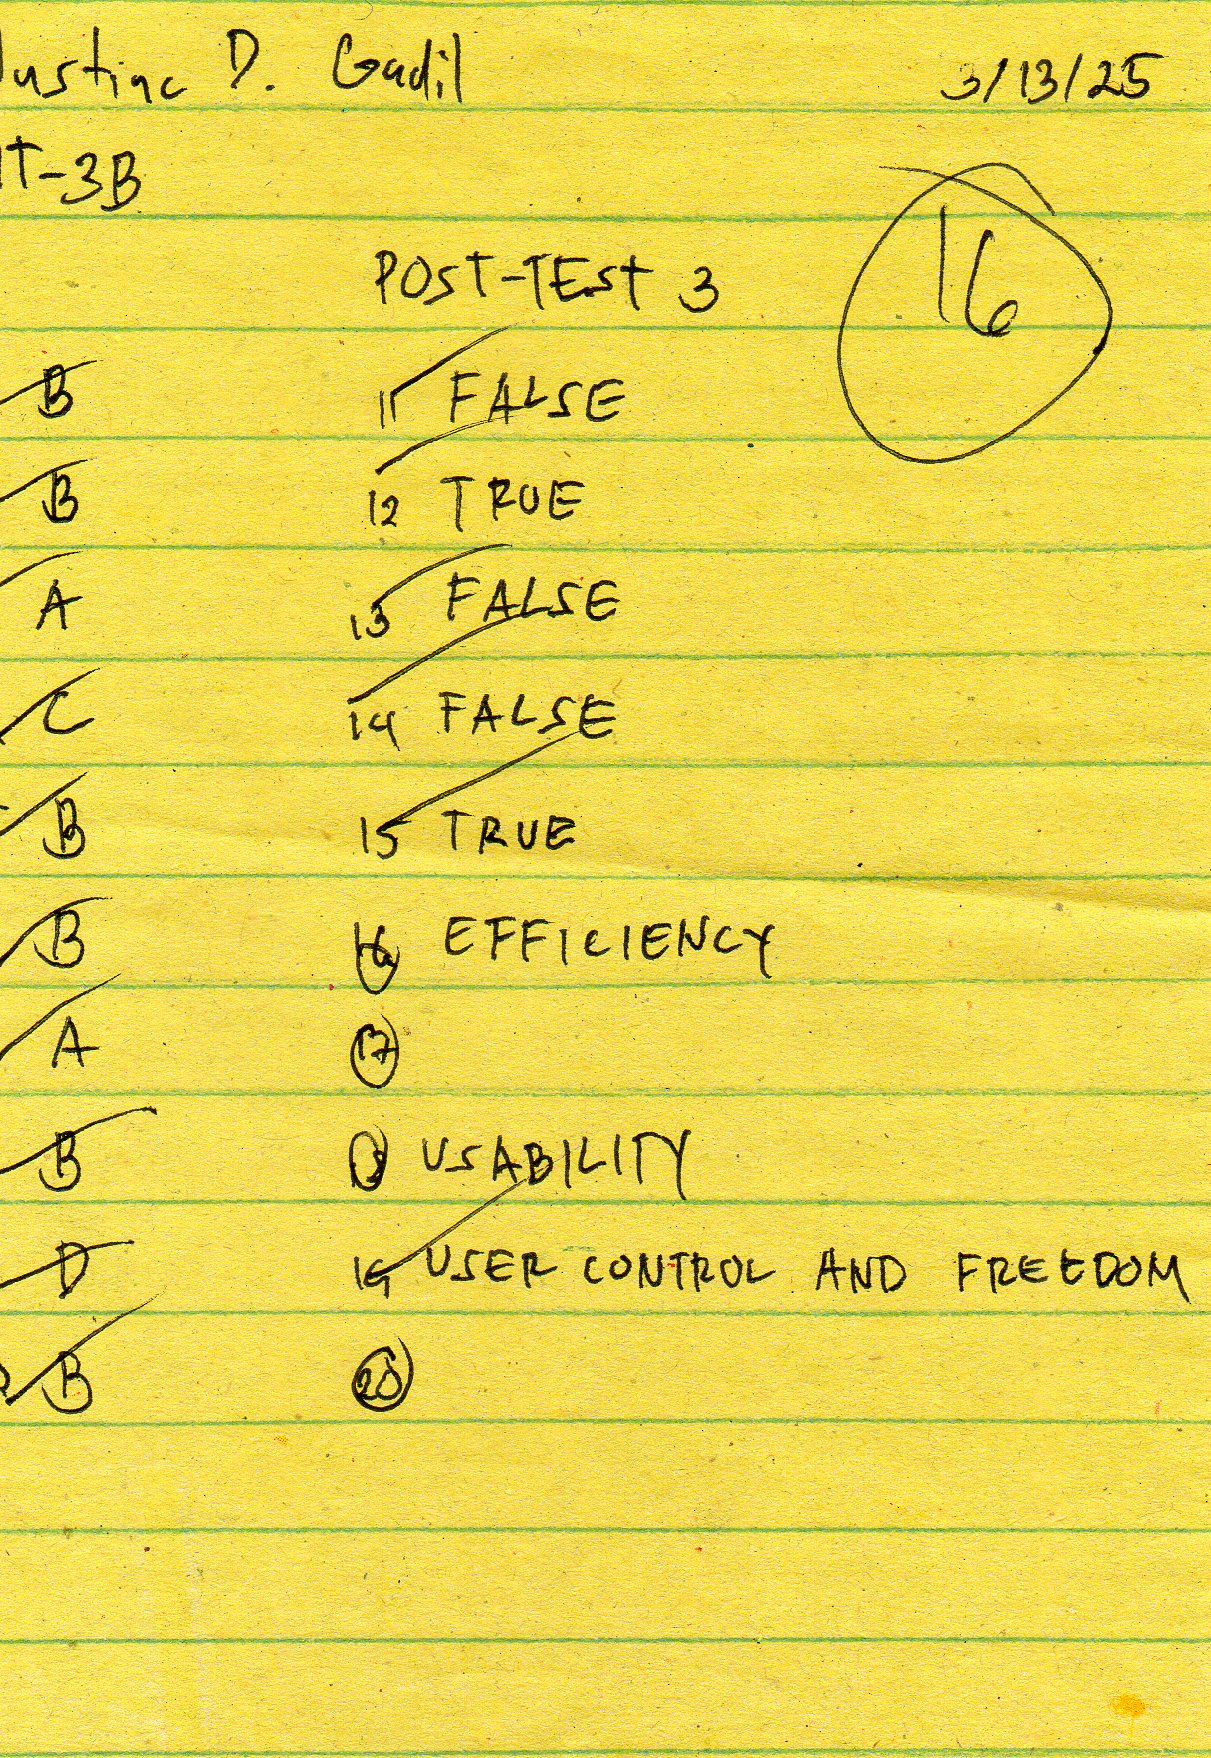 Justine D. Gadil 3/13/25
IT-3B
16
POST-TEST 3
B 11 FALSE
B 12 TRUE
A 13 FALSE
C 14 FALSE
B 15 TRUE
B 16 EFFICIENCY
A 17
B 18 USABILITY
D 19 USER CONTROL AND FREEDOM
B 20